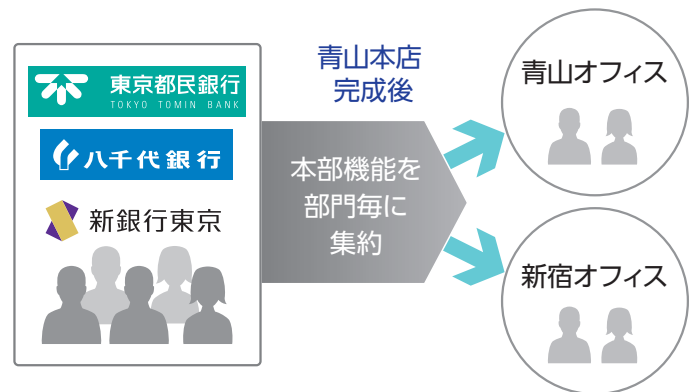 東京都民銀行
TOKYO TOMIN BANK
八千代銀行
新銀行東京
青山本店
完成後
本部機能を
部門毎に
集約
青山オフィス
新宿オフィス